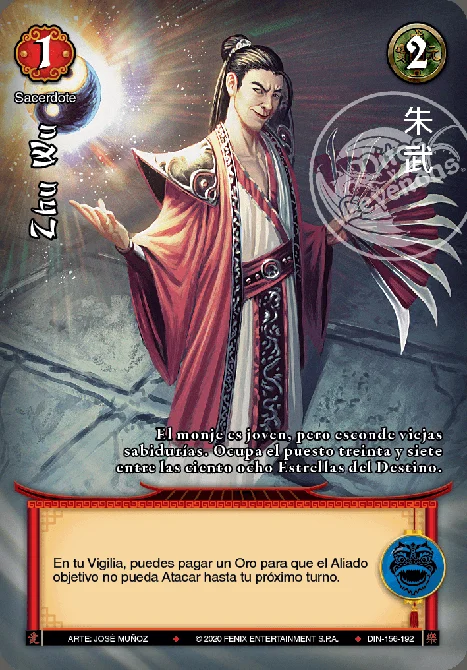 1
2
Sacerdote
Zhu Wu
朱武
Myths
Legends.
El monje es joven, pero esconde viejas
sabidurías. Ocupa el puesto treinta y siete
entre las ciento ocho Estrellas del Destino.
En tu Vigilia, puedes pagar un Oro para que el Aliado
objetivo no pueda Atacar hasta tu próximo turno.
ARTE: JOSÉ MUÑOZ ♦ © 2020 FENIX ENTERTAINMENT S.P.A. ♦ DIN-156-192